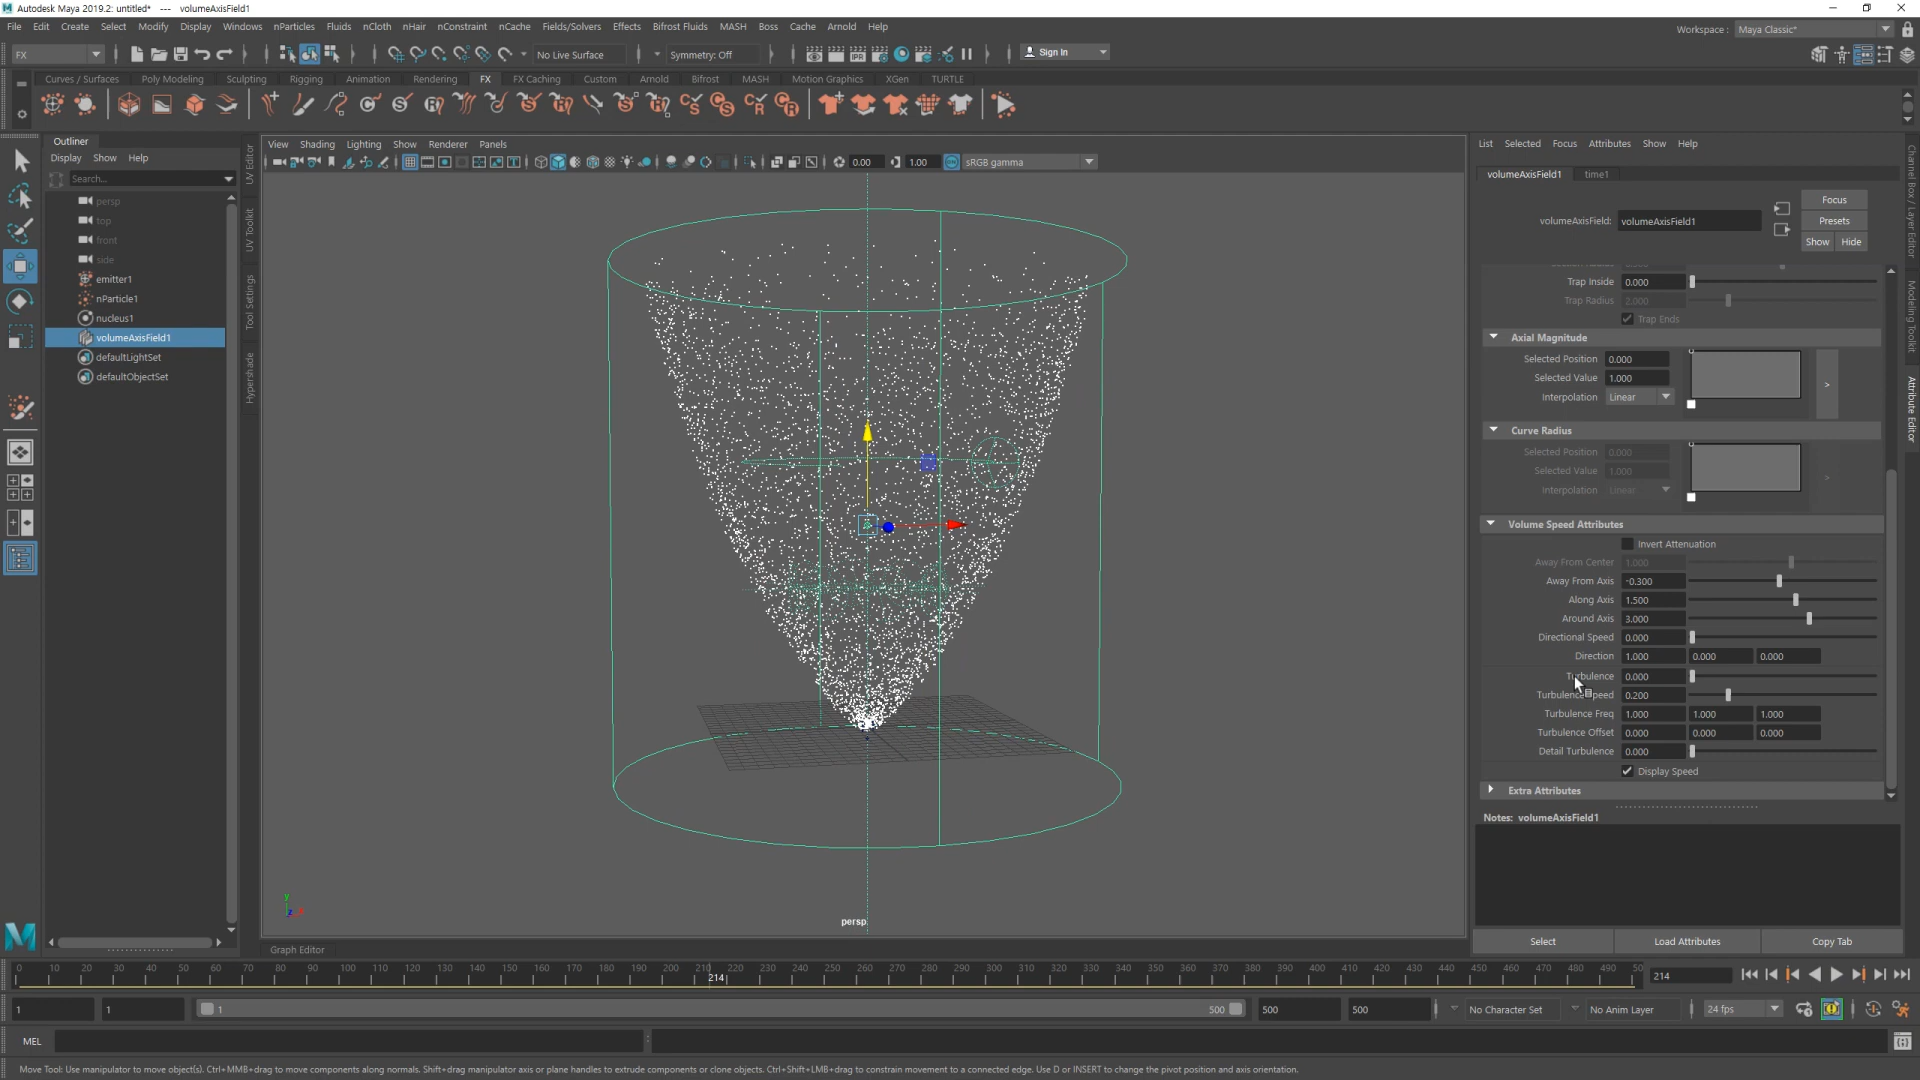 Autodesk Maya 2019.2: untitled* --- volumeAxisField1
File Edit Create Select Modify Display Windows nParticles Fluids nCloth nHair nConstraint nCache Fields/Solvers Effects Bifrost Fluids MASH Boss Cache Arnold Help
Workspace : Maya Classic*
FX No Live Surface Symmetry: Off Sign In
Curves / Surfaces Poly Modeling Sculpting Rigging Animation Rendering FX FX Caching Custom Arnold Bifrost MASH Motion Graphics XGen TURTLE
Outliner
Display Show Help
Search...
persp
top
front
side
emitter1
nParticle1
nucleus1
volumeAxisField1
defaultLightSet
defaultObjectSet
UV Editor
UV Toolkit
Tool Settings
Hypershade
View Shading Lighting Show Renderer Panels
0.00 1.00 sRGB gamma
persp
y
Graph Editor
List Selected Focus Attributes Show Help
volumeAxisField1 time1
volumeAxisField: volumeAxisField1
Focus
Presets
Show Hide
Trap Inside 0.000
Trap Radius 2.000
Trap Ends
Axial Magnitude
Selected Position 0.000
Selected Value 1.000
Interpolation Linear
>
Curve Radius
Selected Position 0.000
Selected Value 1.000
Interpolation Linear
>
Volume Speed Attributes
Invert Attenuation
Away From Center 1.000
Away From Axis -0.300
Along Axis 1.500
Around Axis 3.000
Directional Speed 0.000
Direction 1.000 0.000 0.000
Turbulence 0.000
Turbulence Speed 0.200
Turbulence Freq 1.000 1.000 1.000
Turbulence Offset 0.000 0.000 0.000
Detail Turbulence 0.000
Display Speed
Extra Attributes
Notes: volumeAxisField1
Select Load Attributes Copy Tab
Channel Box / Layer Editor
Modeling Toolkit
Attribute Editor
0 10 20 30 40 50 60 70 80 90 100 110 120 130 140 150 160 170 180 190 200 210 220 230 240 250 260 270 280 290 300 310 320 330 340 350 360 370 380 390 400 410 420 430 440 450 460 470 480 490 50
214
214
1 1 1 500 500 500 No Character Set No Anim Layer 24 fps
MEL
Move Tool: Use manipulator to move object(s). Ctrl+MMB+drag to move components along normals. Shift+drag manipulator axis or plane handles to extrude components or clone objects. Ctrl+Shift+LMB+drag to constrain movement to a connected edge. Use D or INSERT to change the pivot position and axis orientation.